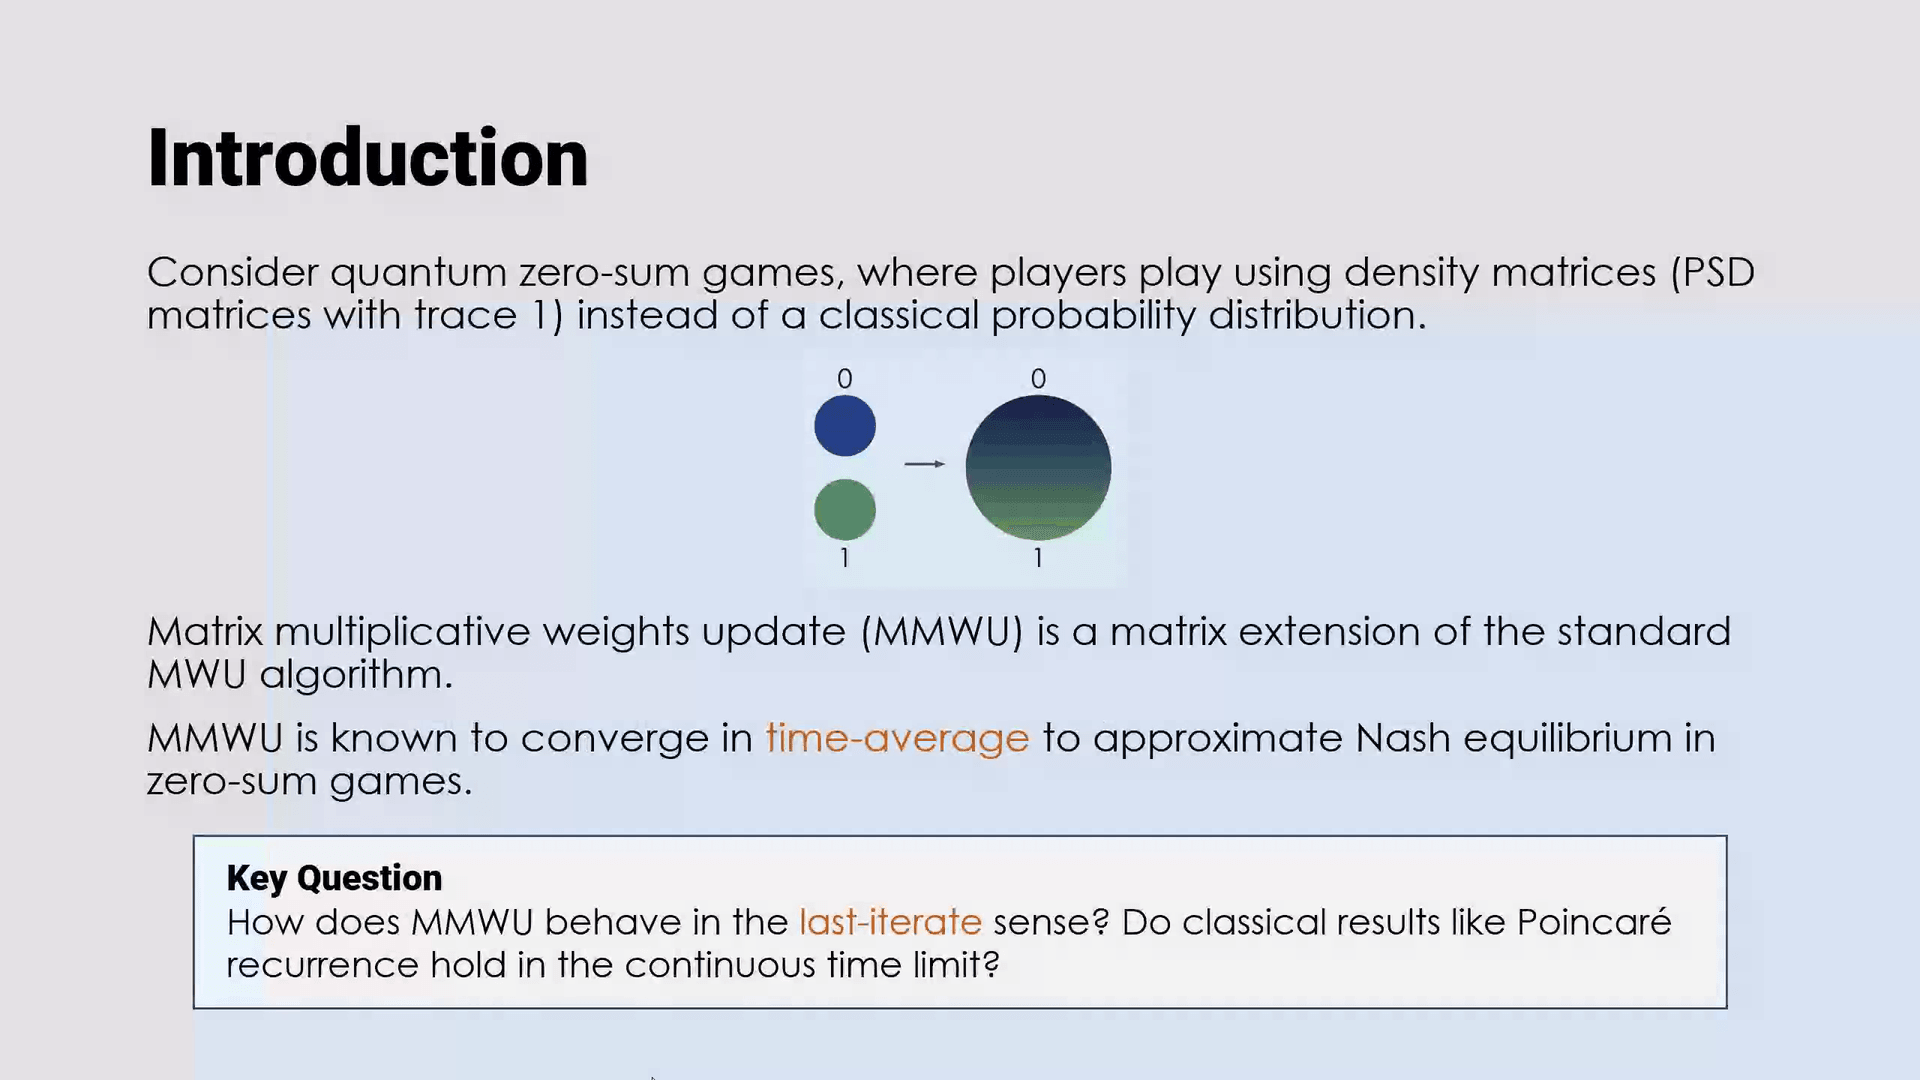 Introduction
Consider quantum zero-sum games, where players play using density matrices (PSD
matrices with trace 1) instead of a classical probability distribution.
0
0
1
1
Matrix multiplicative weights update (MMWU) is a matrix extension of the standard
MWU algorithm.
MMWU is known to converge in time-average to approximate Nash equilibrium in
zero-sum games.
Key Question
How does MMWU behave in the last-iterate sense? Do classical results like Poincaré
recurrence hold in the continuous time limit?